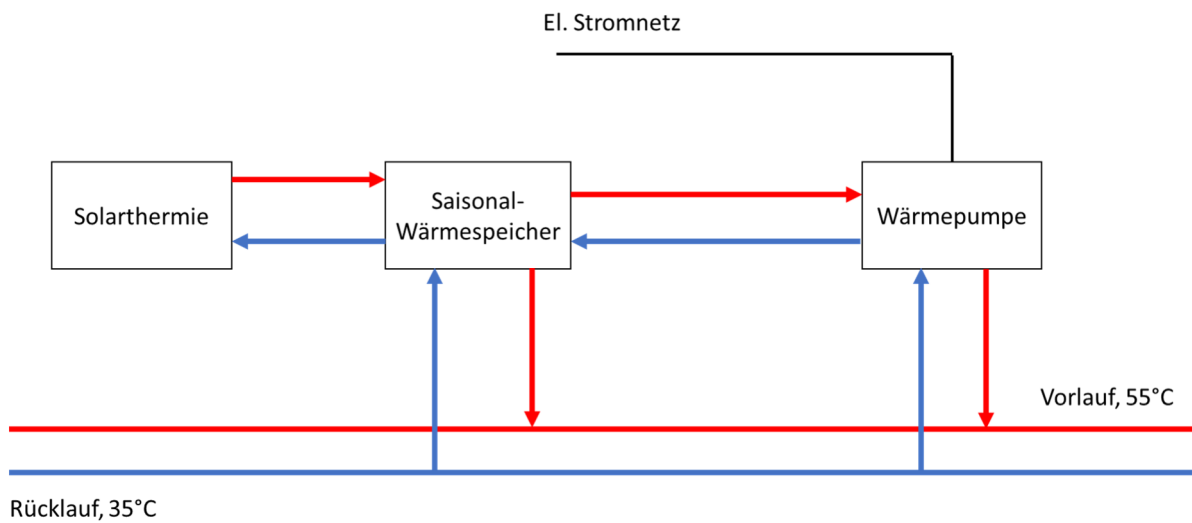 El. Stromnetz
Solarthermie
Saisonal-
Wärmespeicher
Wärmepumpe
Vorlauf, 55°C
Rücklauf, 35°C